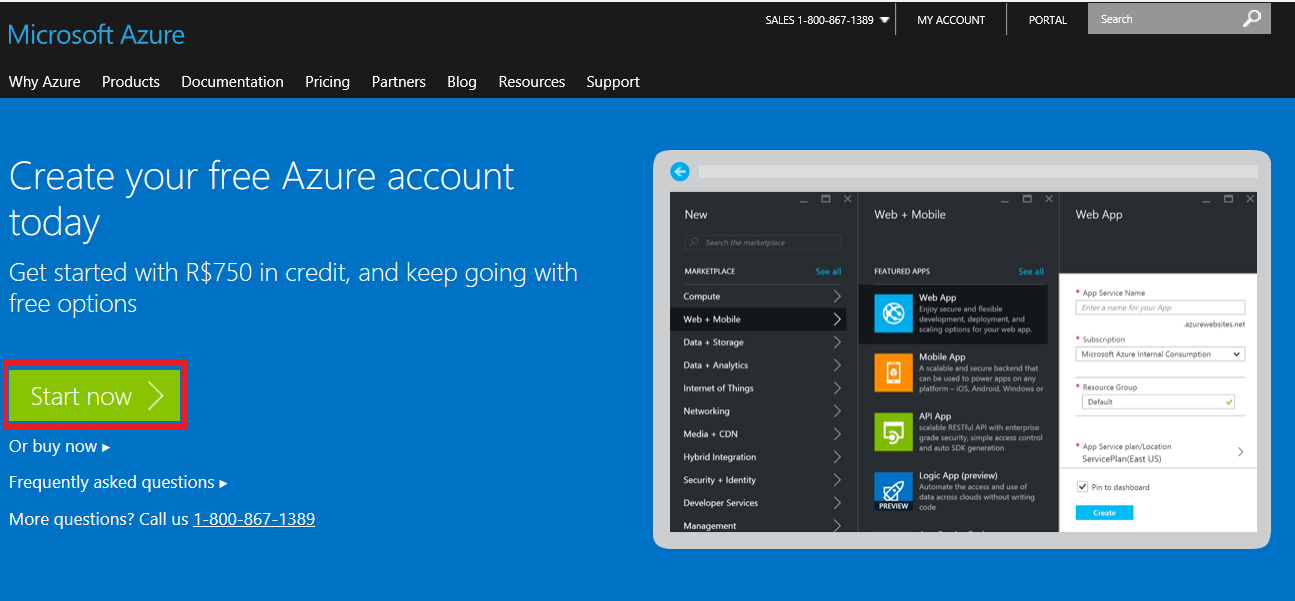 SALES 1-800-867-1389
MY ACCOUNT
PORTAL
Search
Microsoft Azure
Why Azure Products Documentation Pricing Partners Blog Resources Support
Create your free Azure account
today
Get started with R$750 in credit, and keep going with
free options
Start now
Or buy now
Frequently asked questions
More questions? Call us 1-800-867-1389
New
Search the marketplace
MARKETPLACE See all
Compute
Web + Mobile
Data + Storage
Data + Analytics
Internet of Things
Networking
Media + CDN
Hybrid Integration
Security + Identity
Developer Services
Management
Web + Mobile
FEATURED APPS See all
Web App
Enjoy secure and flexible
development, deployment, and
scaling options for your web app.
Mobile App
A scalable and secure backend that
can be used to power apps on any
platform – iOS, Android, Windows or
API App
scalable RESTful API with enterprise
grade security, simple access control
and auto SDK generation
Logic App (preview)
Automate the access and use of
data across clouds without writing
code
PREVIEW
Web App
* App Service Name
Enter a name for your App
.azurewebsites.net
* Subscription
Microsoft Azure Internal Consumption
* Resource Group
Default
* App Service plan/Location
ServicePlan(East US)
Pin to dashboard
Create